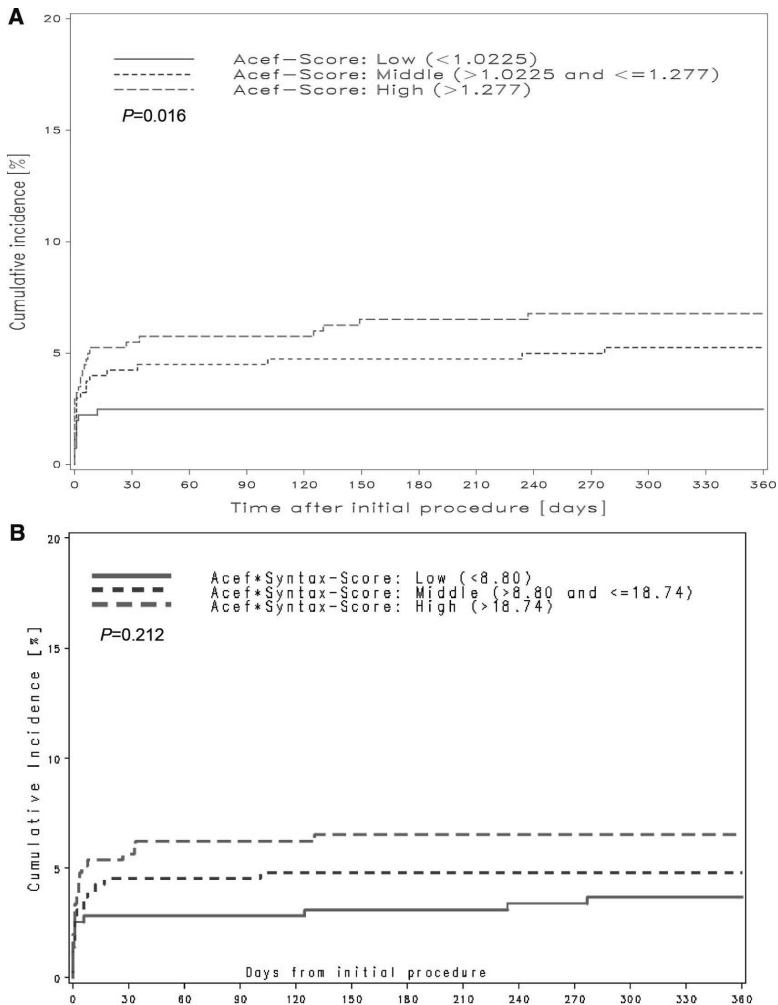 A
20
15
10
5
0
Cumulative incidence [%]
Acef-Score: Low (<1.0225)
Acef-Score: Middle (>1.0225 and <=1.277)
Acef-Score: High (>1.277)
P=0.016
0 30 60 90 120 150 180 210 240 270 300 330 360
Time after initial procedure [days]
B
20
15
10
5
0
Cumulative Incidence [%]
Acef*Syntax-Score: Low (<8.80)
Acef*Syntax-Score: Middle (>8.80 and <=18.74)
Acef*Syntax-Score: High (>18.74)
P=0.212
Days from initial procedure
0 30 60 90 120 150 180 210 240 270 300 330 360